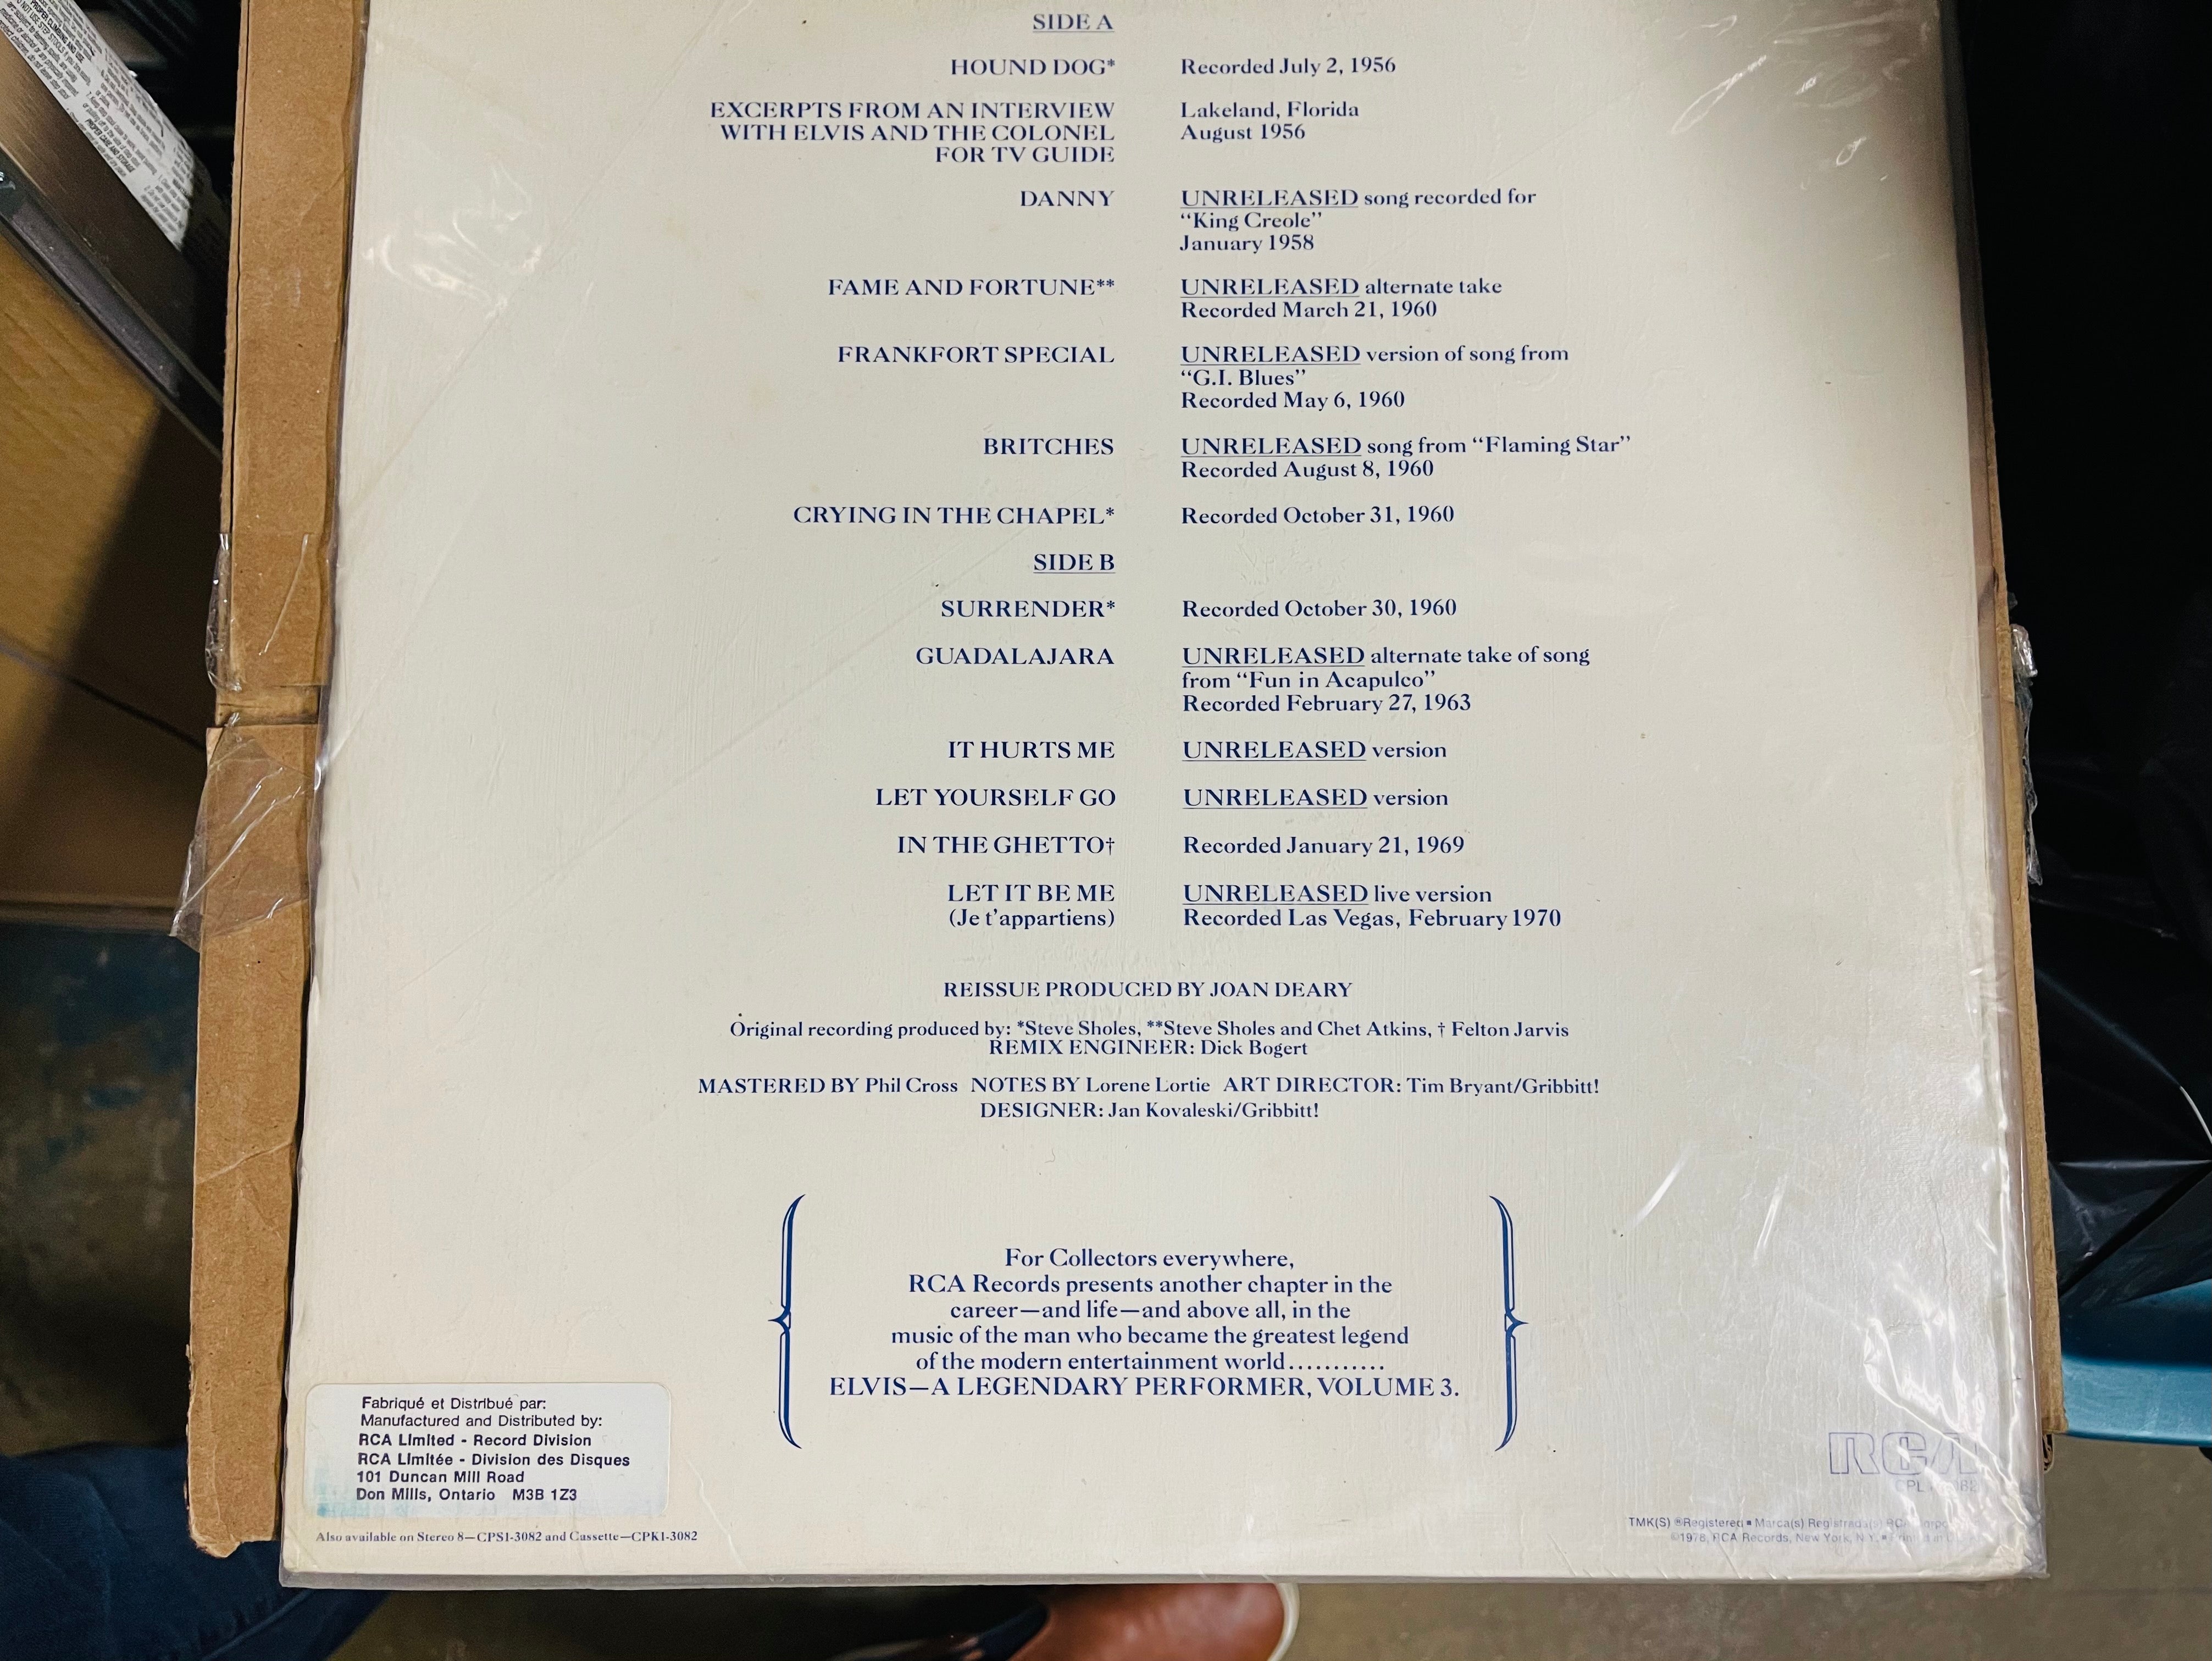 SIDE A
HOUND DOG* Recorded July 2, 1956
EXCERPTS FROM AN INTERVIEW Lakeland, Florida
WITH ELVIS AND THE COLONEL August 1956
FOR TV GUIDE
DANNY UNRELEASED song recorded for
“King Creole”
January 1958
FAME AND FORTUNE** UNRELEASED alternate take
Recorded March 21, 1960
FRANKFORT SPECIAL UNRELEASED version of song from
“G.I. Blues”
Recorded May 6, 1960
BRITCHES UNRELEASED song from “Flaming Star”
Recorded August 8, 1960
CRYING IN THE CHAPEL* Recorded October 31, 1960
SIDE B
SURRENDER* Recorded October 30, 1960
GUADALAJARA UNRELEASED alternate take of song
from “Fun in Acapulco”
Recorded February 27, 1963
IT HURTS ME UNRELEASED version
LET YOURSELF GO UNRELEASED version
IN THE GHETTO† Recorded January 21, 1969
LET IT BE ME UNRELEASED live version
(Je t’appartiens) Recorded Las Vegas, February 1970
REISSUE PRODUCED BY JOAN DEARY
Original recording produced by: *Steve Sholes, **Steve Sholes and Chet Atkins, † Felton Jarvis
REMIX ENGINEER: Dick Bogert
MASTERED BY Phil Cross NOTES BY Lorene Lortie ART DIRECTOR: Tim Bryant/Gribbitt!
DESIGNER: Jan Kovaleski/Gribbitt!
For Collectors everywhere,
RCA Records presents another chapter in the
career—and life—and above all, in the
music of the man who became the greatest legend
of the modern entertainment world...........
ELVIS—A LEGENDARY PERFORMER, VOLUME 3.
Fabriqué et Distribué par:
Manufactured and Distributed by:
RCA Limited - Record Division
RCA Limitée - Division des Disques
101 Duncan Mill Road
Don Mills, Ontario M3B 1Z3
Also available on Stereo 8—CPS1-3082 and Cassette—CPK1-3082
RCA
TMK(S) ®Registered ■ Marca(s) Registrada(s) RCA
©1978, RCA Records, New York, N.Y. ■ Printed in